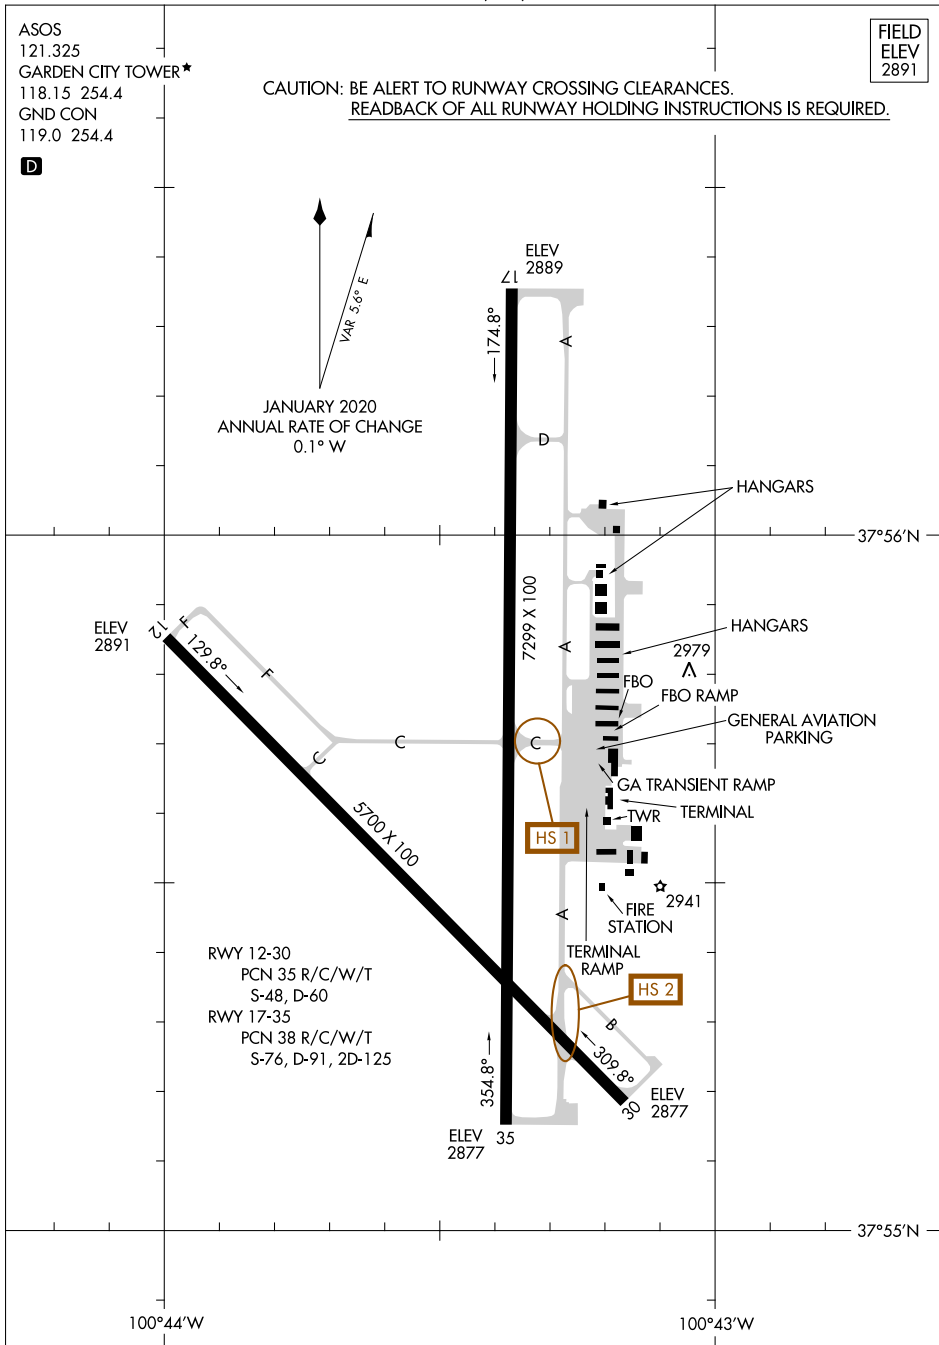 ASOS
121.325
GARDEN CITY TOWER★
118.15 254.4
GND CON
119.0 254.4
D
FIELD
ELEV
2891
CAUTION: BE ALERT TO RUNWAY CROSSING CLEARANCES.
READBACK OF ALL RUNWAY HOLDING INSTRUCTIONS IS REQUIRED.
VAR 5.6° E
JANUARY 2020
ANNUAL RATE OF CHANGE
0.1° W
ELEV
2889
17
174.8°
A
D
HANGARS
37°56'N
7299 X 100
A
ELEV
2891
12
F
129.8°
F
HANGARS
2979
FBO
FBO RAMP
GENERAL AVIATION
PARKING
C
C
C
GA TRANSIENT RAMP
TERMINAL
TWR
HS 1
5700 X 100
2941
FIRE
STATION
A
TERMINAL
RAMP
HS 2
RWY 12-30
PCN 35 R/C/W/T
S-48, D-60
RWY 17-35
PCN 38 R/C/W/T
S-76, D-91, 2D-125
B
354.8°
309.8°
30
ELEV
2877
ELEV
2877
35
37°55'N
100°44'W
100°43'W